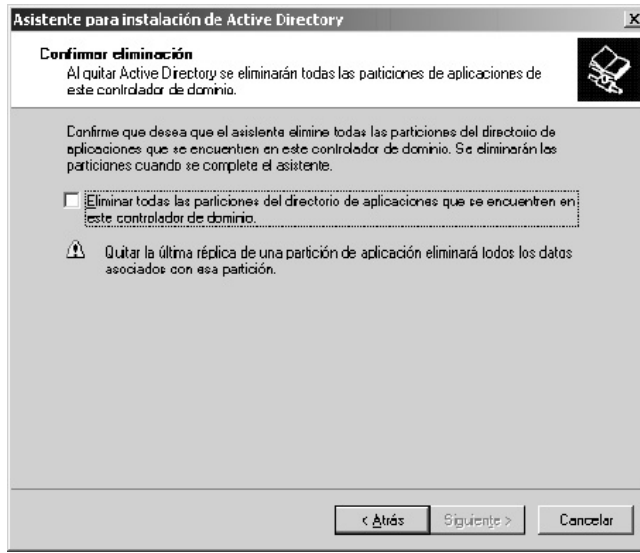 Asistente para instalación de Active Directory
Confirmar eliminación
Al quitar Active Directory se eliminarán todas las particiones de aplicaciones de
este controlador de dominio.
Confirme que desea que el asistente elimine todas las particiones del directorio de
aplicaciones que se encuentren en este controlador de dominio. Se eliminarán las
particiones cuando se complete el asistente.
Eliminar todas las particiones del directorio de aplicaciones que se encuentren en
este controlador de dominio.
Quitar la última réplica de una partición de aplicación eliminará todos los datos
asociados con esa partición.
< Atrás Siguiente > Cancelar